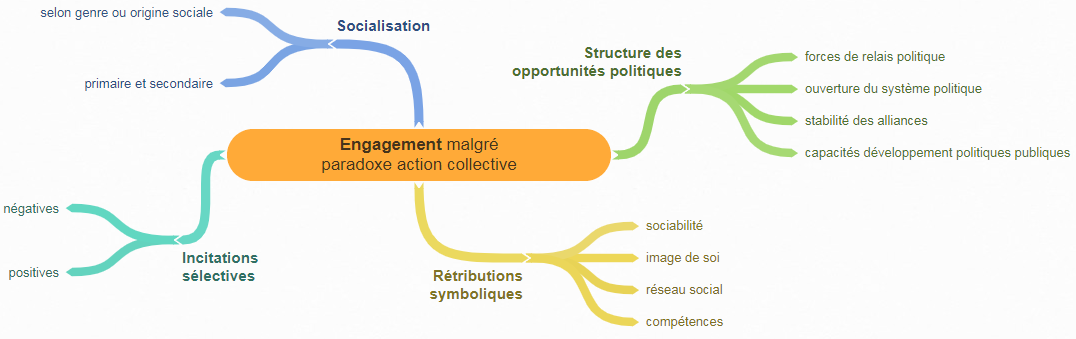 selon genre ou origine sociale
Socialisation
primaire et secondaire
Structure des
opportunités politiques
forces de relais politique
ouverture du système politique
stabilité des alliances
capacités développement politiques publiques
Engagement malgré
paradoxe action collective
négatives
positives
Incitations
sélectives
Rétributions
symboliques
sociabilité
image de soi
réseau social
compétences